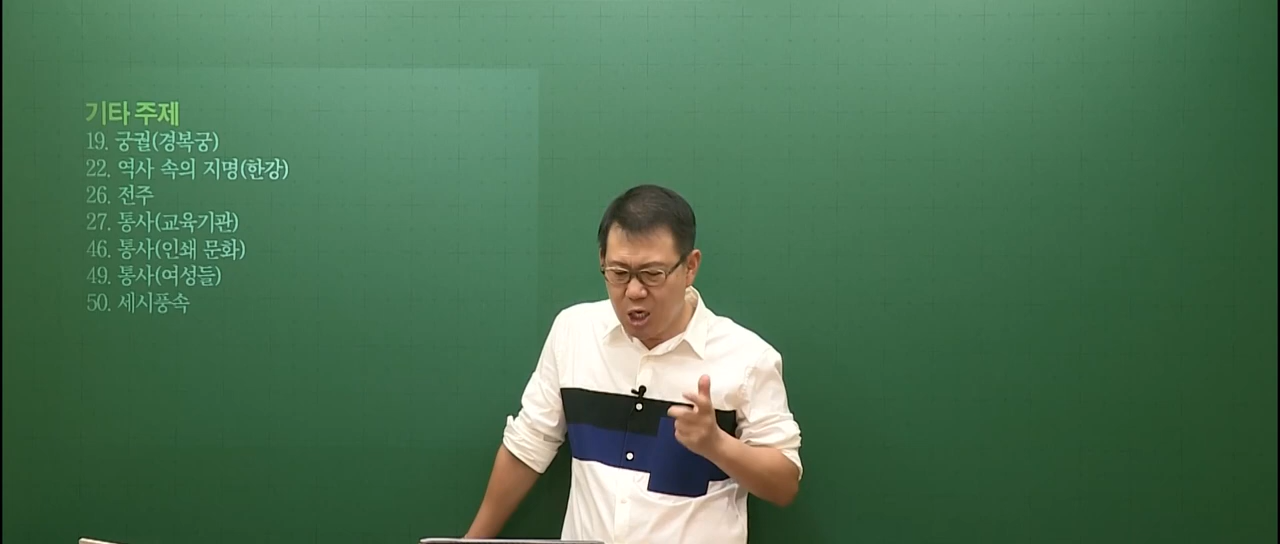 기타 주제
19. 궁궐(경복궁)
22. 역사 속의 지명(한강)
26. 전주
27. 통사(교육기관)
46. 통사(인쇄 문화)
49. 통사(여성들)
50. 세시풍속